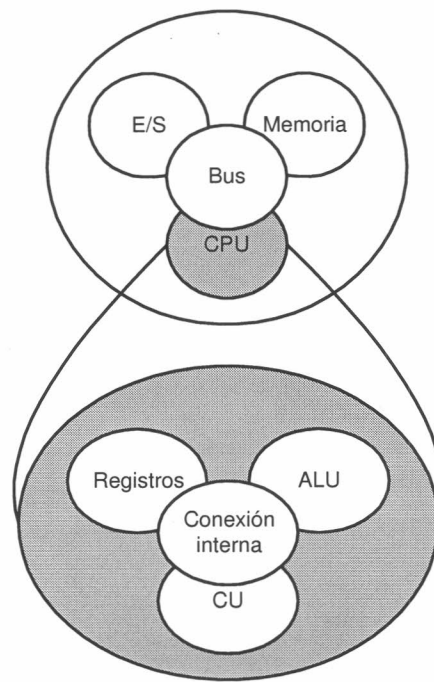 E/S
Memoria
Bus
CPU
Registros
ALU
Conexión
interna
CU